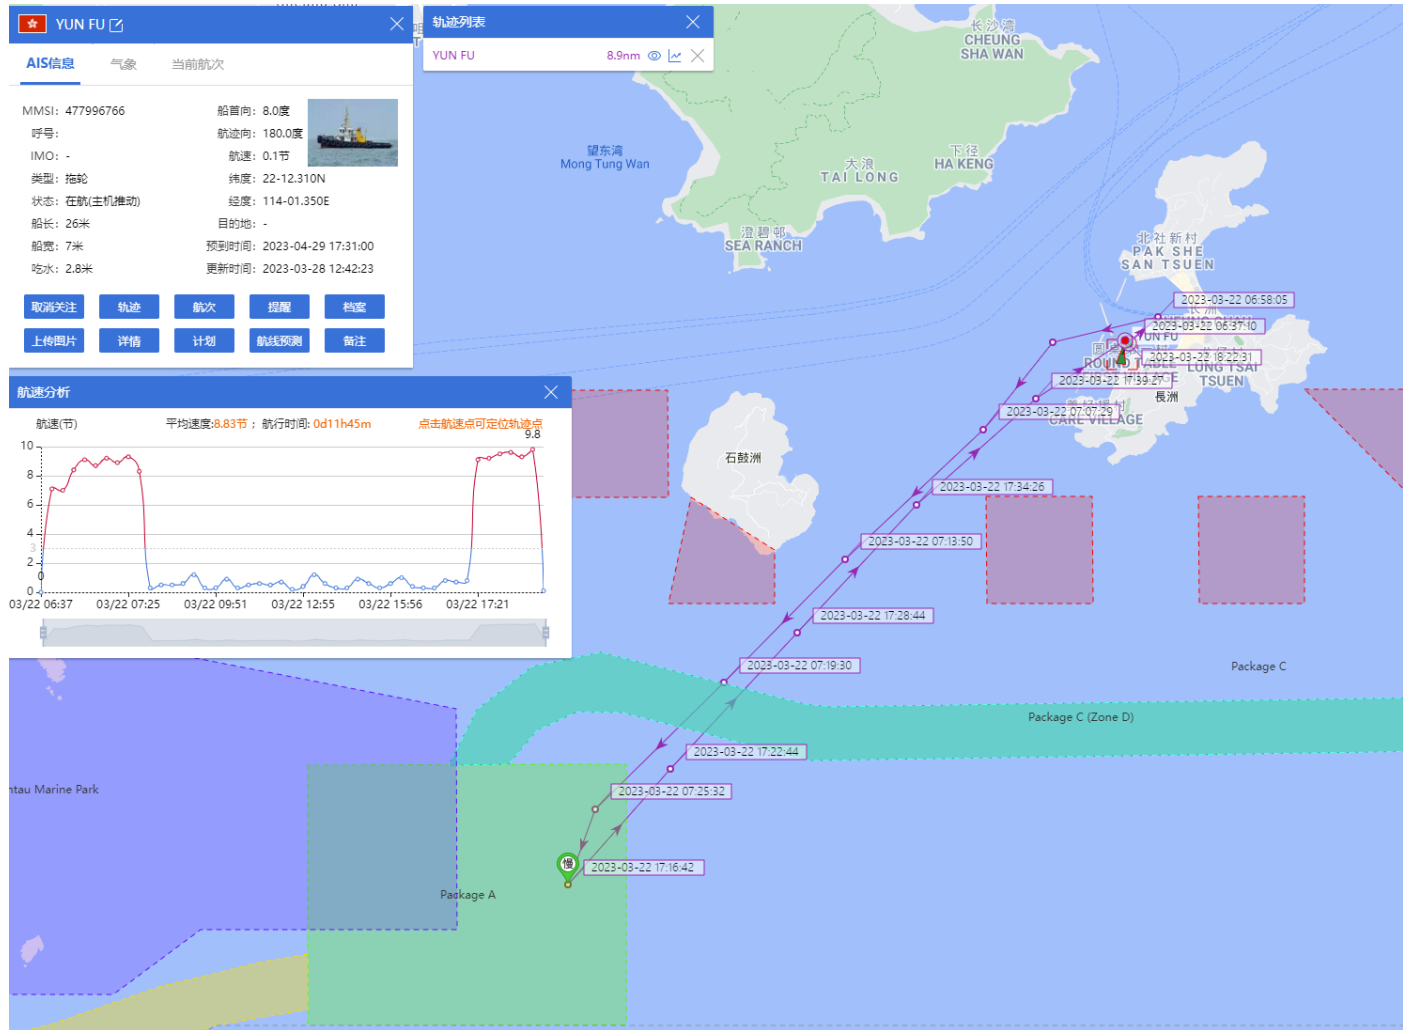 YUN FU
AIS信息
气象
当前航次
MMSI: 477996766
船首向: 8.0度
呼号:
航迹向: 180.0度
IMO: -
航速: 0.1节
类型: 拖轮
纬度: 22-12.310N
状态: 在航(主机推动)
经度: 114-01.350E
船长: 26米
目的地: -
船宽: 7米
预到时间: 2023-04-29 17:31:00
吃水: 2.8米
更新时间: 2023-03-28 12:42:23
取消关注
轨迹
航次
提醒
档案
上传图片
详情
计划
航线预测
备注
轨迹列表
YUN FU
8.9nm
航速分析
航速(节)
平均速度:8.83节 ; 航行时间: 0d11h45m
点击航速点可定位轨迹点
9.8
10
8
6
4
3
2
0
0
03/22 06:37
03/22 07:25
03/22 09:51
03/22 12:55
03/22 15:56
03/22 17:21
长沙湾
CHEUNG
SHA WAN
望东湾
Mong Tung Wan
大浪
TAI LONG
下径
HA KENG
澄碧邨
SEA RANCH
北社新村
PAK SHE
SAN TSUEN
2023-03-22 06:58:05
2023-03-22 06:37:10
YUN FU
2023-03-22 18:22:31
ROUND TABLE
LUNG TSAI
TSUEN
2023-03-22 17:39:27
長洲
2023-03-22 07:07:29
CARE VILLAGE
石鼓洲
2023-03-22 17:34:26
2023-03-22 07:13:50
2023-03-22 17:28:44
2023-03-22 07:19:30
Package C
Package C (Zone D)
2023-03-22 17:22:44
2023-03-22 07:25:32
ntau Marine Park
慢
2023-03-22 17:16:42
Package A